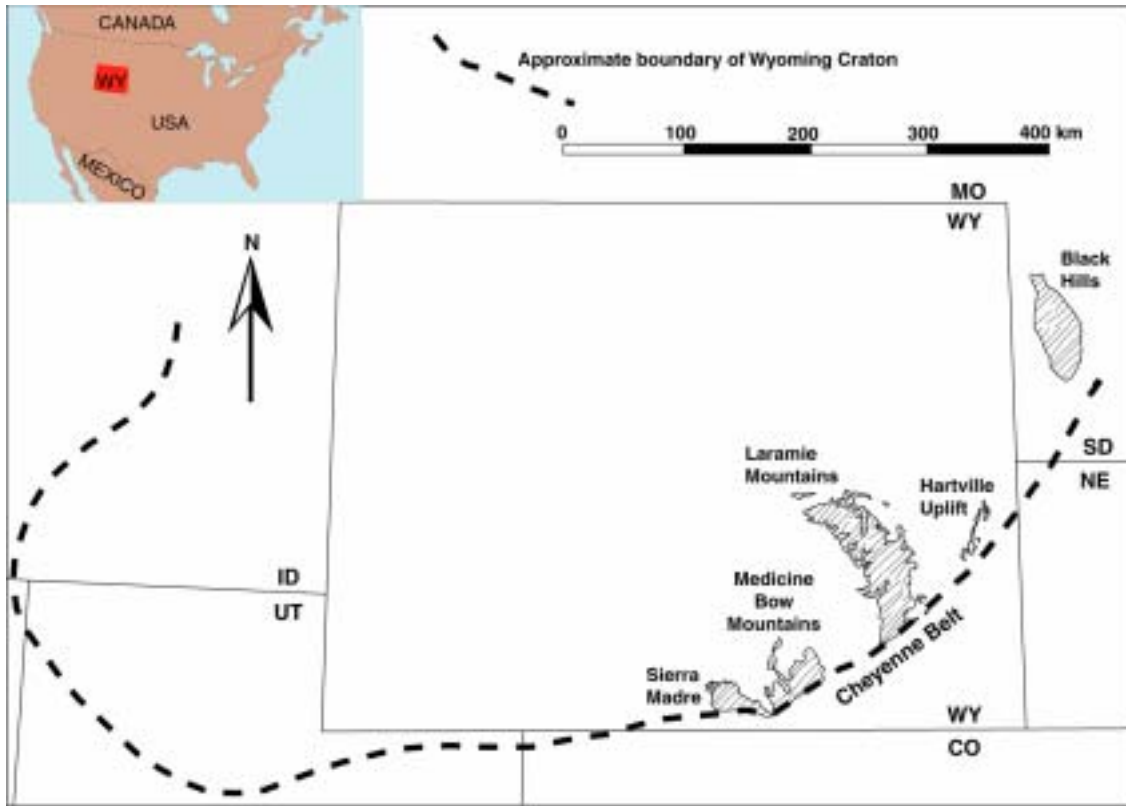 CANADA
WY
USA
MEXICO
Approximate boundary of Wyoming Craton
0 100 200 300 400 km
MO
WY
N
Black
Hills
SD
NE
Laramie
Mountains
Hartville
Uplift
ID
UT
Medicine
Bow
Mountains
Cheyenne Belt
Sierra
Madre
WY
CO